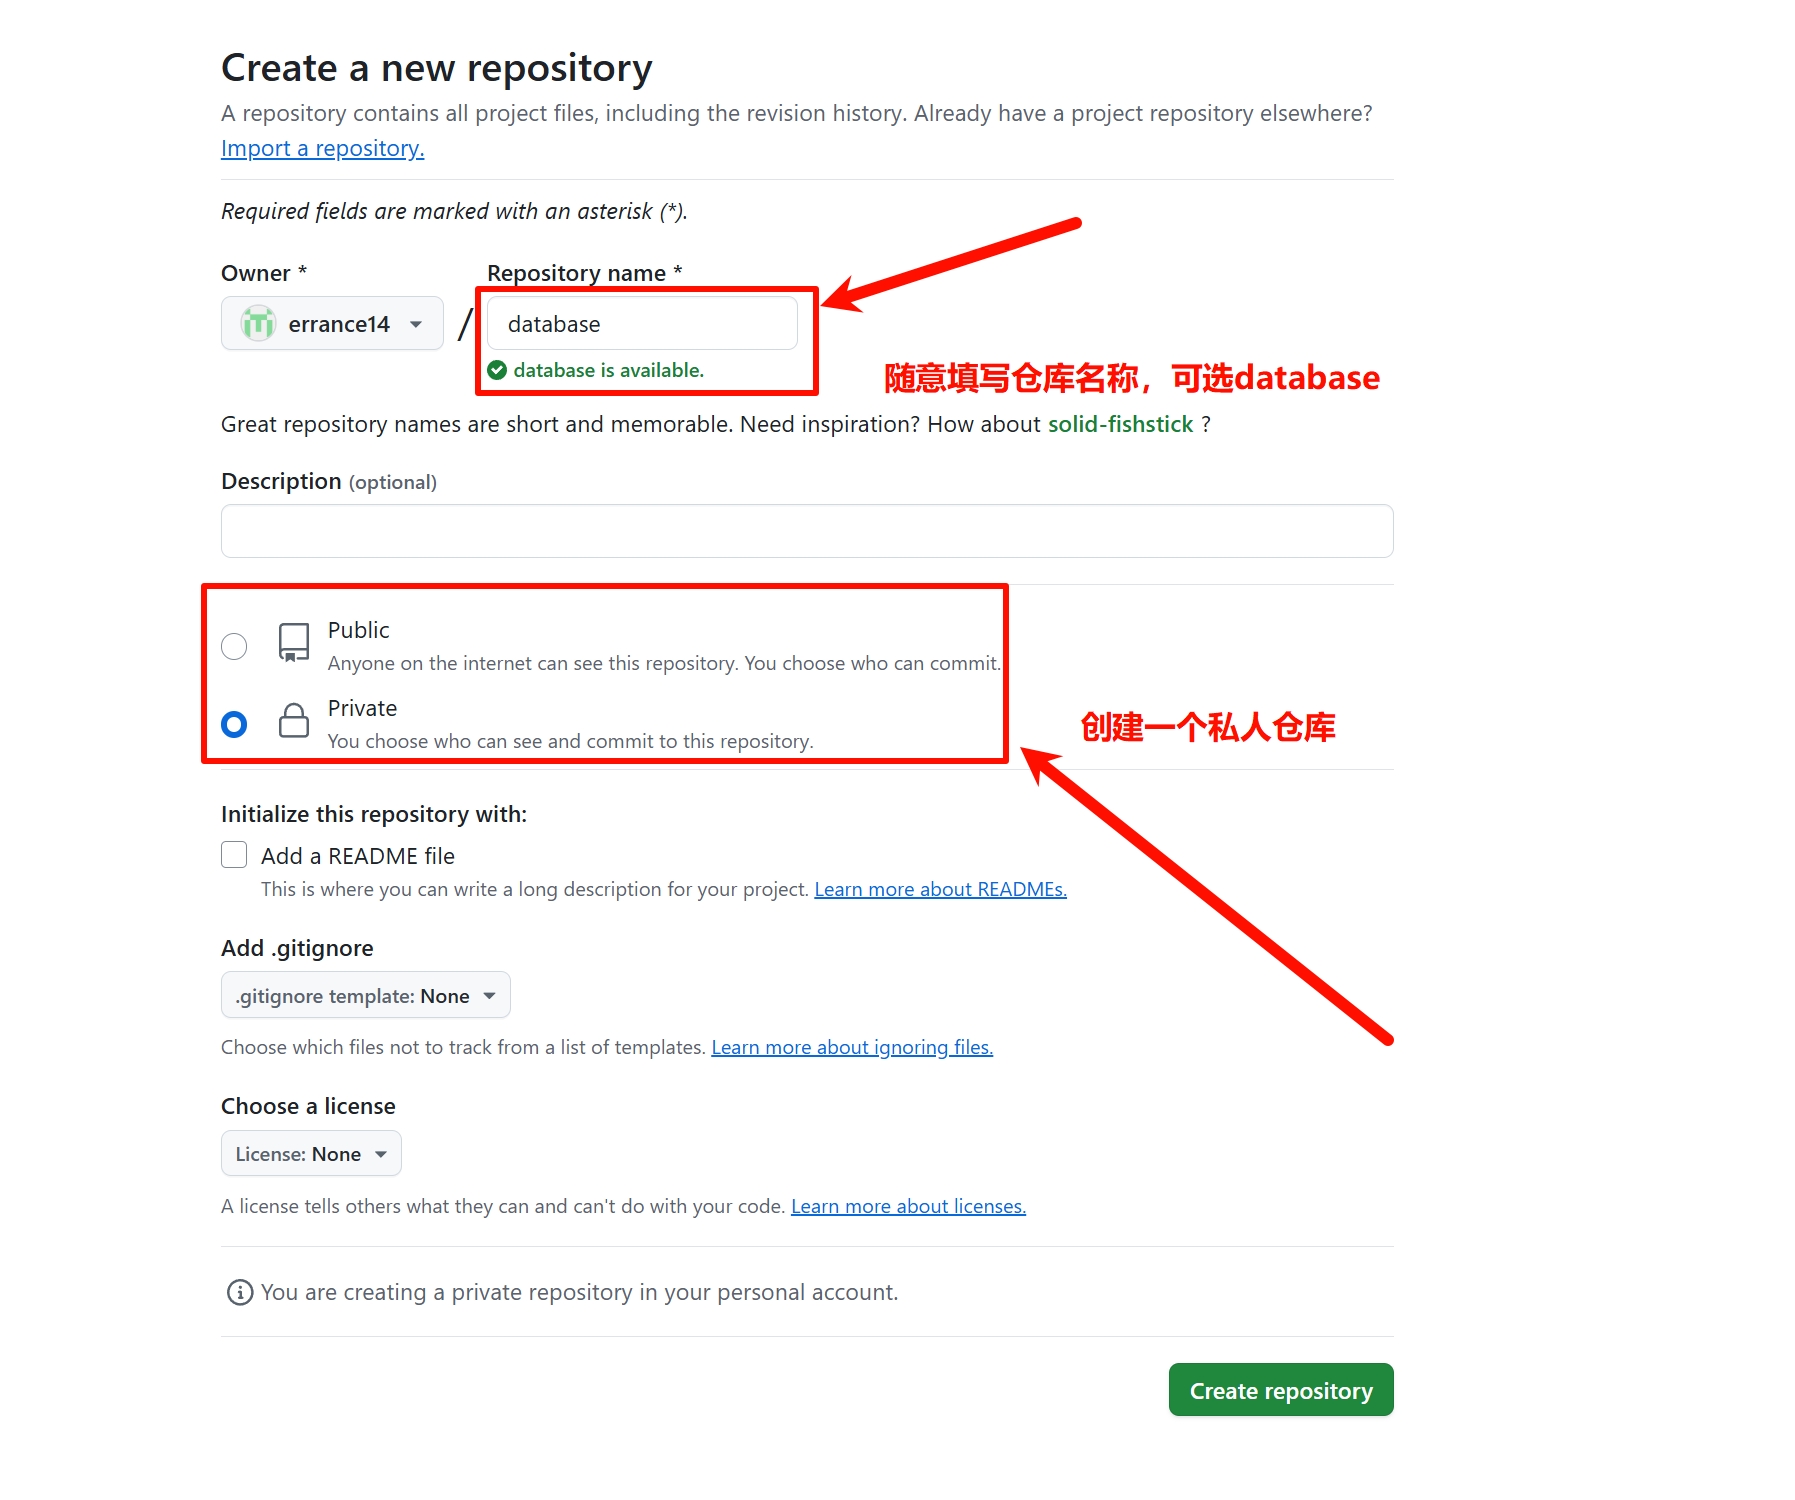 Create a new repository
A repository contains all project files, including the revision history. Already have a project repository elsewhere?
Import a repository.
Required fields are marked with an asterisk (*).
Owner *
Repository name *
errance14
/
database
database is available.
随意填写仓库名称，可选database
Great repository names are short and memorable. Need inspiration? How about solid-fishstick ?
Description (optional)
Public
Anyone on the internet can see this repository. You choose who can commit.
Private
You choose who can see and commit to this repository.
创建一个私人仓库
Initialize this repository with:
Add a README file
This is where you can write a long description for your project. Learn more about READMEs.
Add .gitignore
.gitignore template: None
Choose which files not to track from a list of templates. Learn more about ignoring files.
Choose a license
License: None
A license tells others what they can and can't do with your code. Learn more about licenses.
You are creating a private repository in your personal account.
Create repository